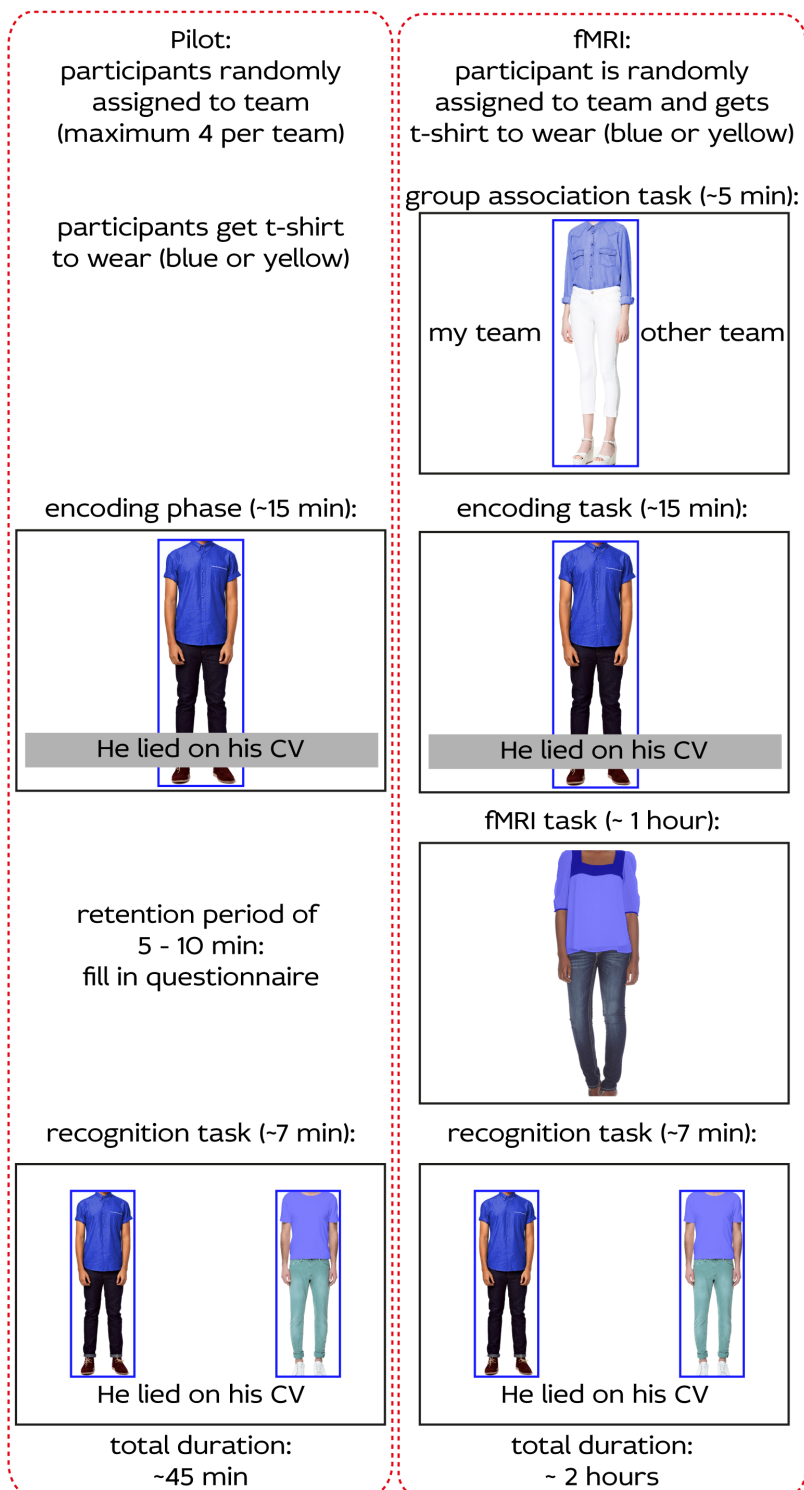 Pilot:
participants randomly
assigned to team
(maximum 4 per team)
participants get t-shirt
to wear (blue or yellow)
encoding phase (~15 min):
He lied on his CV
retention period of
5 - 10 min:
fill in questionnaire
recognition task (~7 min):
He lied on his CV
total duration:
~45 min
fMRI:
participant is randomly
assigned to team and gets
t-shirt to wear (blue or yellow)
group association task (~5 min):
my team other team
encoding task (~15 min):
He lied on his CV
fMRI task (~ 1 hour):
recognition task (~7 min):
He lied on his CV
total duration:
~ 2 hours